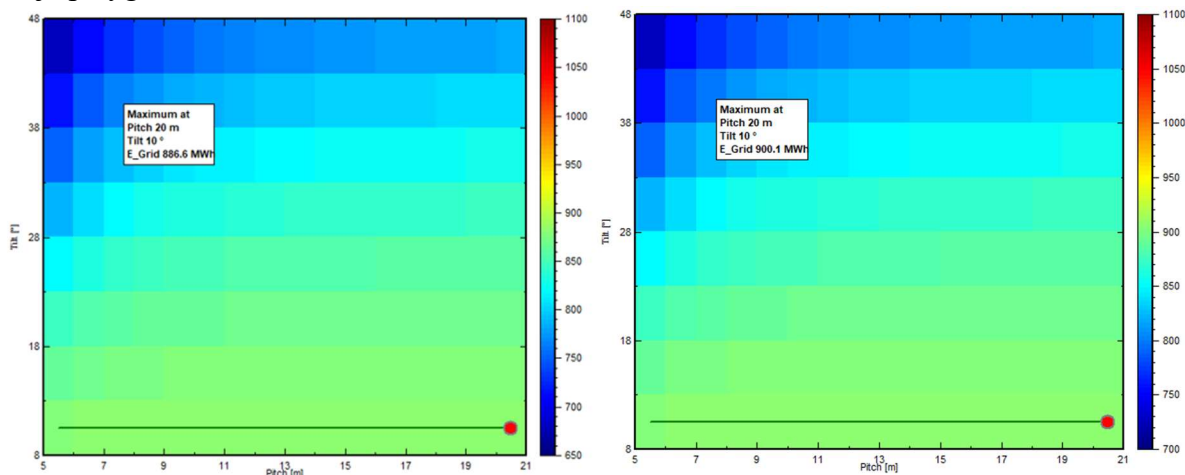 48
38
28
18
8
Tilt [°]
5 7 9 11 13 15 17 19 21
Pitch [m]
Maximum at
Pitch 20 m
Tilt 10 °
E_Grid 886.6 MWh
1100
1050
1000
950
900
850
800
750
700
650
48
38
28
18
8
Tilt [°]
5 7 9 11 13 15 17 19 21
Pitch [m]
Maximum at
Pitch 20 m
Tilt 10 °
E_Grid 900.1 MWh
1100
1050
1000
950
900
850
800
750
700